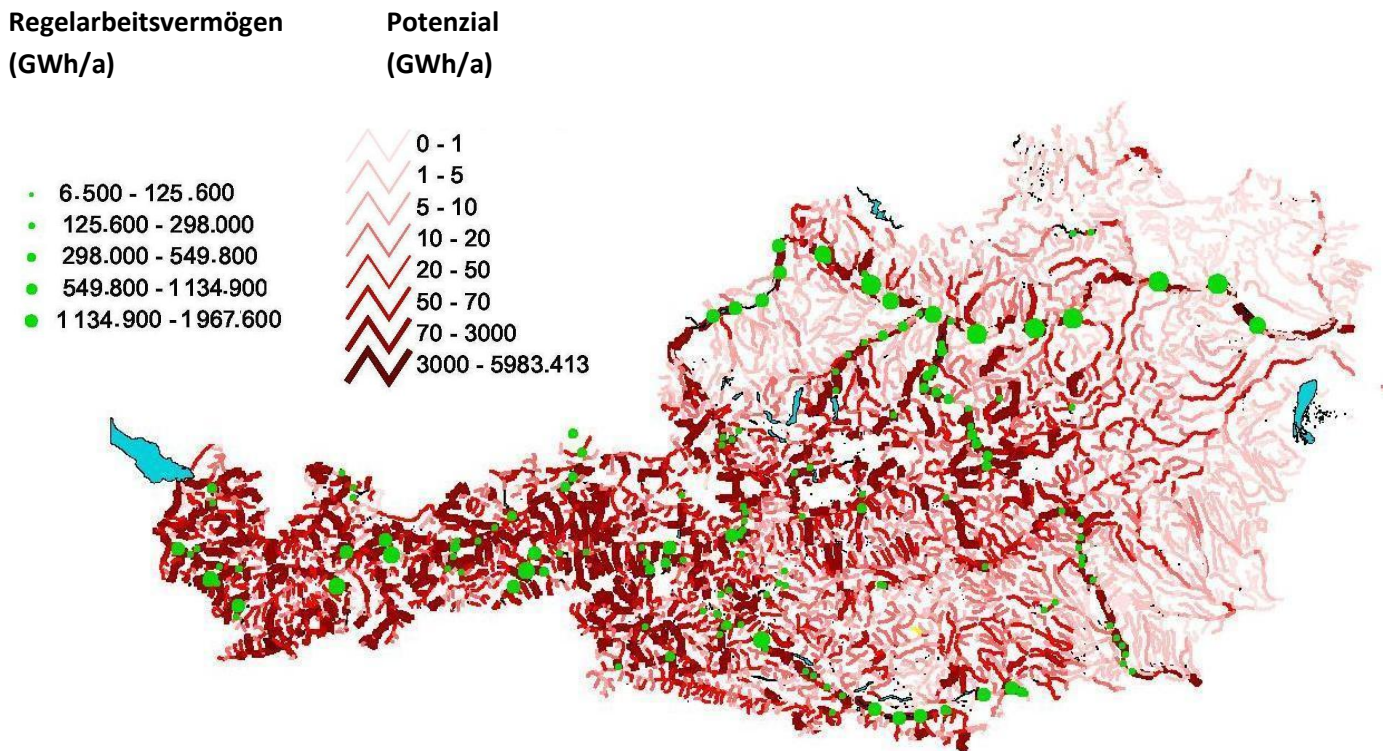 Regelarbeitsvermögen
(GWh/a)
6.500 - 125.600
125.600 - 298.000
298.000 - 549.800
549.800 - 1134.900
1134.900 - 1967.600
Potenzial
(GWh/a)
0 - 1
1 - 5
5 - 10
10 - 20
20 - 50
50 - 70
70 - 3000
3000 - 5983.413